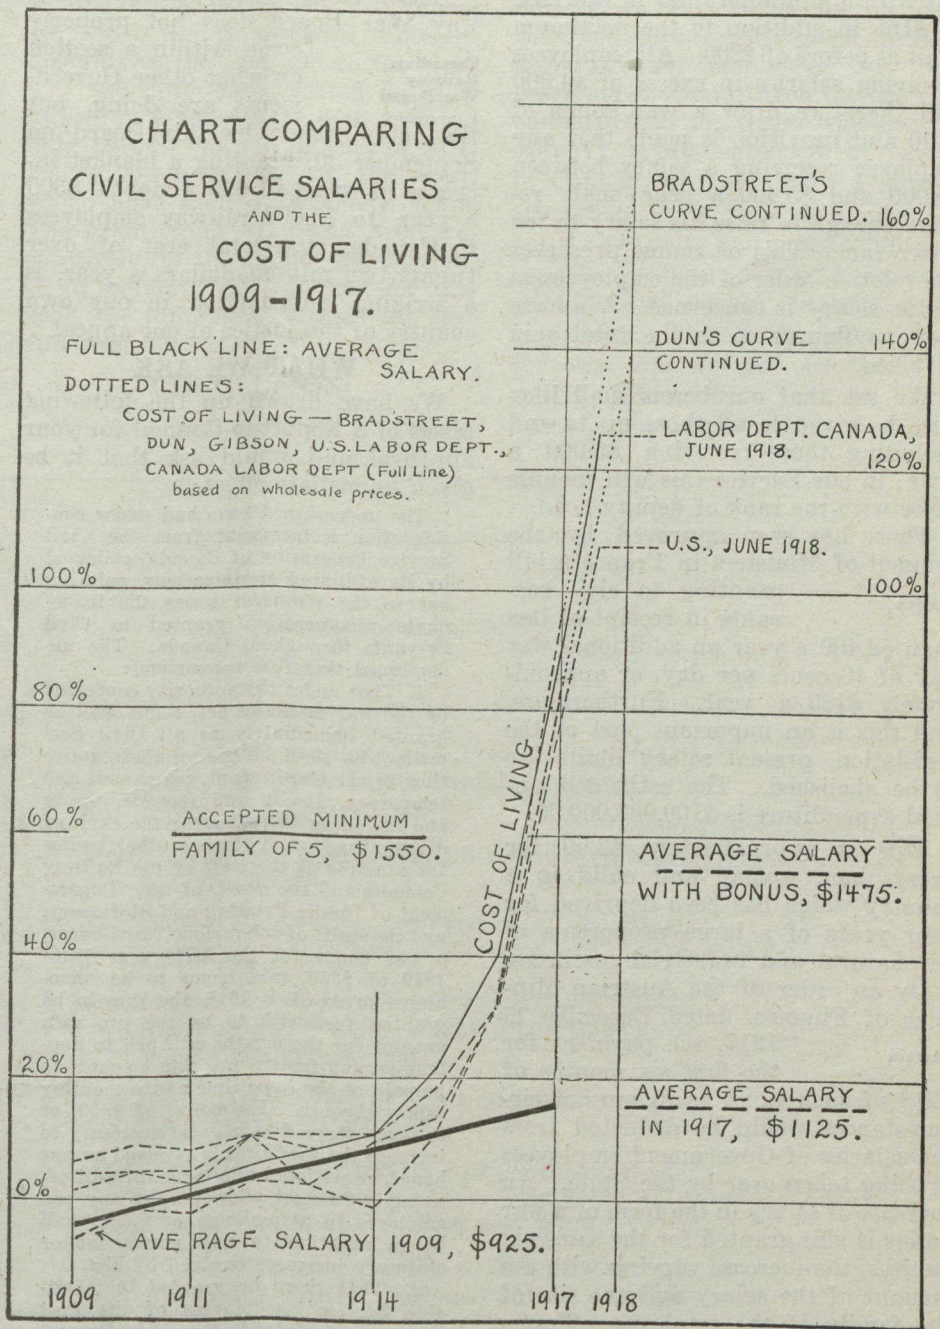 CHART COMPARING
CIVIL SERVICE SALARIES
AND THE
COST OF LIVING
1909-1917.
FULL BLACK LINE: AVERAGE
SALARY.
DOTTED LINES:
COST OF LIVING — BRADSTREET,
DUN, GIBSON, U.S. LABOR DEPT.,
CANADA LABOR DEPT (Full Line)
based on wholesale prices.
BRADSTREET'S
CURVE CONTINUED. 160%
DUN'S CURVE 140%
CONTINUED.
LABOR DEPT. CANADA,
JUNE 1918.
120%
U.S., JUNE 1918.
100% 100%
80%
60%
40%
20%
0%
COST OF LIVING
ACCEPTED MINIMUM
FAMILY OF 5, $1550.
AVERAGE SALARY
WITH BONUS, $1475.
AVERAGE SALARY
IN 1917, $1125.
AVERAGE SALARY 1909, $925.
1909 1911 1914 1917 1918